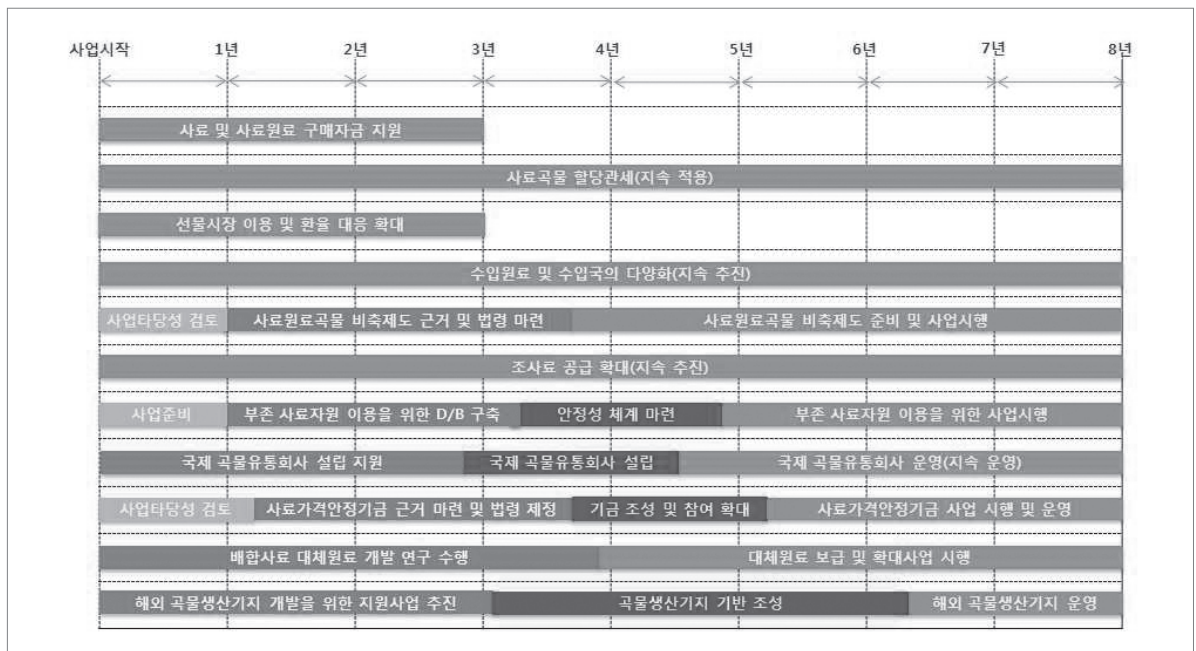 사업시작 1년 2년 3년 4년 5년 6년 7년 8년
사료 및 사료원료 구매자금 지원
사료곡물 할당관세(지속 적용)
선물시장 이용 및 환율 대응 확대
수입원료 및 수입국의 다양화(지속 추진)
사업타당성 검토 사료원료곡물 비축제도 근거 및 법령 마련 사료원료곡물 비축제도 준비 및 사업시행
조사료 공급 확대(지속 추진)
사업준비 부존 사료자원 이용을 위한 D/B 구축 안정성 체계 마련 부존 사료자원 이용을 위한 사업시행
국제 곡물유통회사 설립 지원 국제 곡물유통회사 설립 국제 곡물유통회사 운영(지속 운영)
사업타당성 검토 사료가격안정기금 근거 마련 및 법령 제정 기금 조성 및 참여 확대 사료가격안정기금 사업 시행 및 운영
배합사료 대체원료 개발 연구 수행 대체원료 보급 및 확대사업 시행
해외 곡물생산기지 개발을 위한 지원사업 추진 곡물생산기지 기반 조성 해외 곡물생산기지 운영